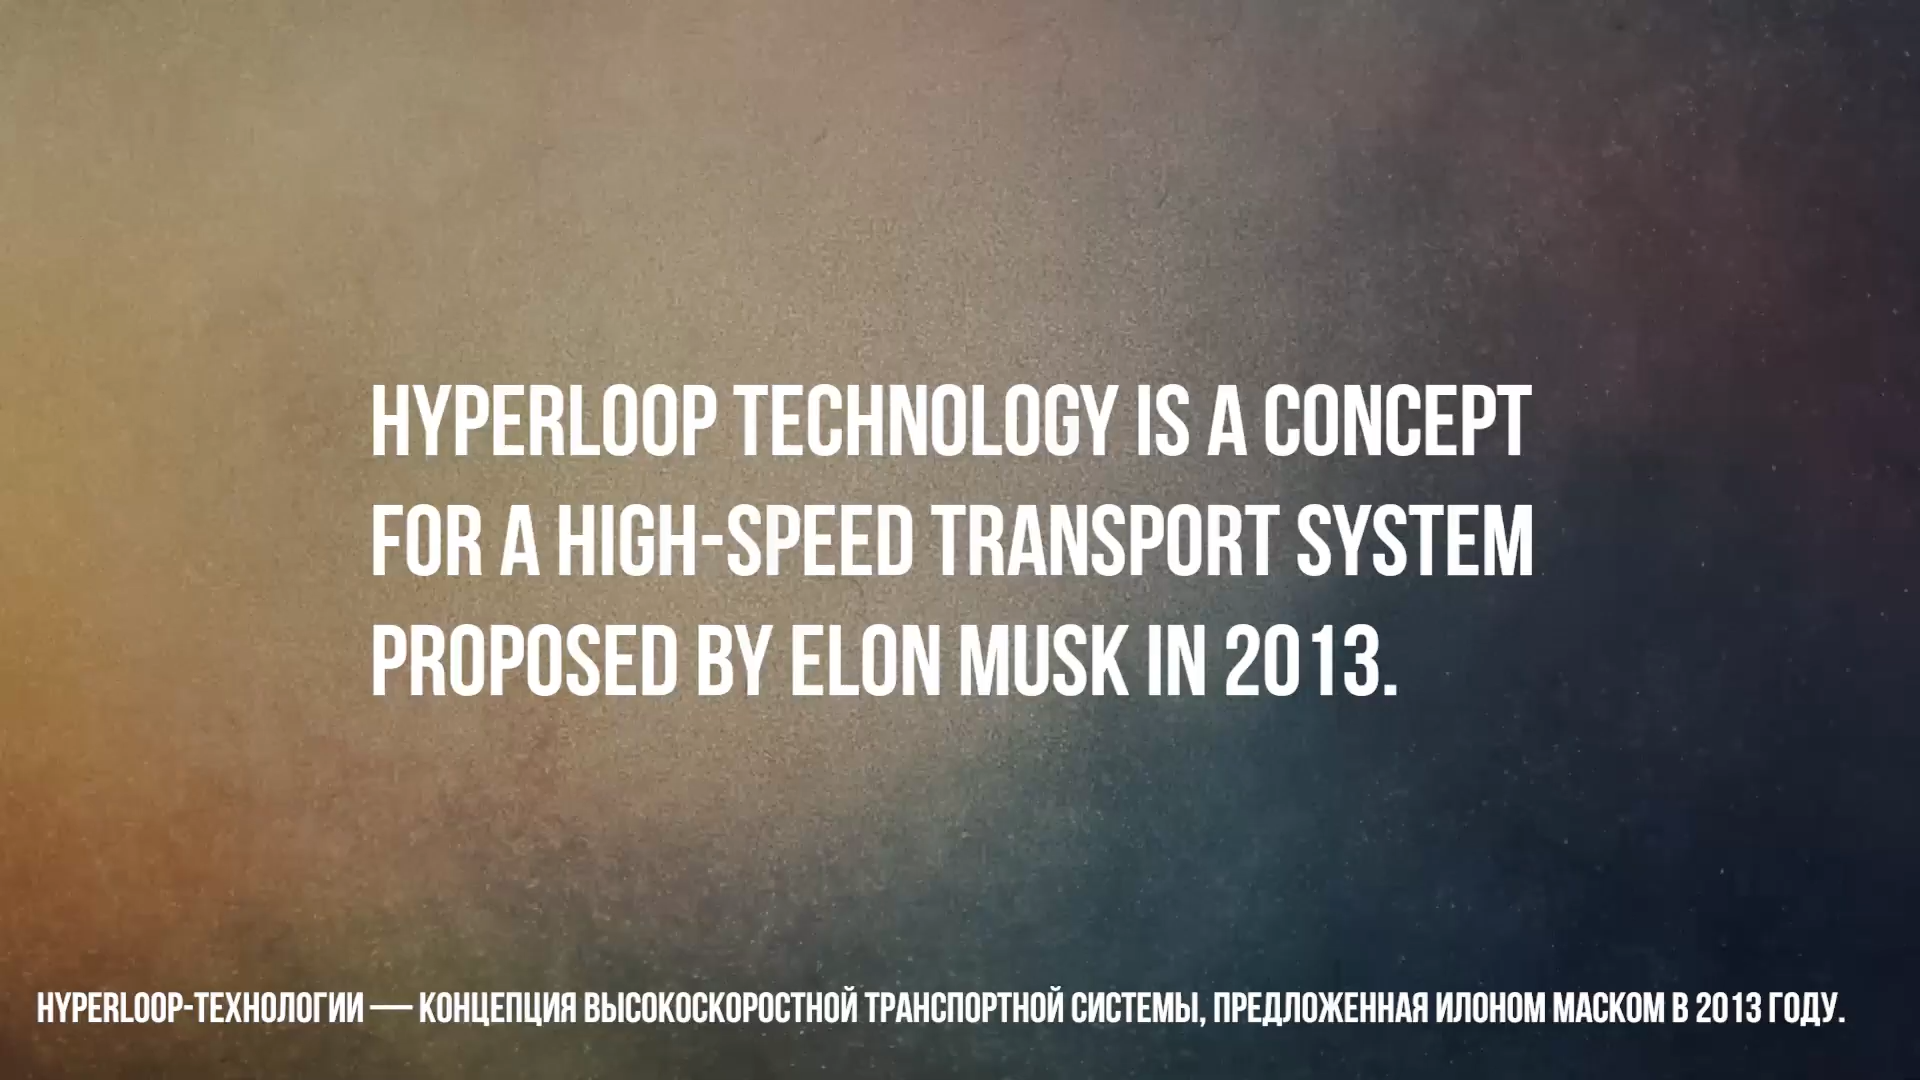 HYPERLOOP TECHNOLOGY IS A CONCEPT
FOR A HIGH-SPEED TRANSPORT SYSTEM
PROPOSED BY ELON MUSK IN 2013.
HYPERLOOP-ТЕХНОЛОГИИ — КОНЦЕПЦИЯ ВЫСОКОСКОРОСТНОЙ ТРАНСПОРТНОЙ СИСТЕМЫ, ПРЕДЛОЖЕННАЯ ИЛОНОМ МАСКОМ В 2013 ГОДУ.